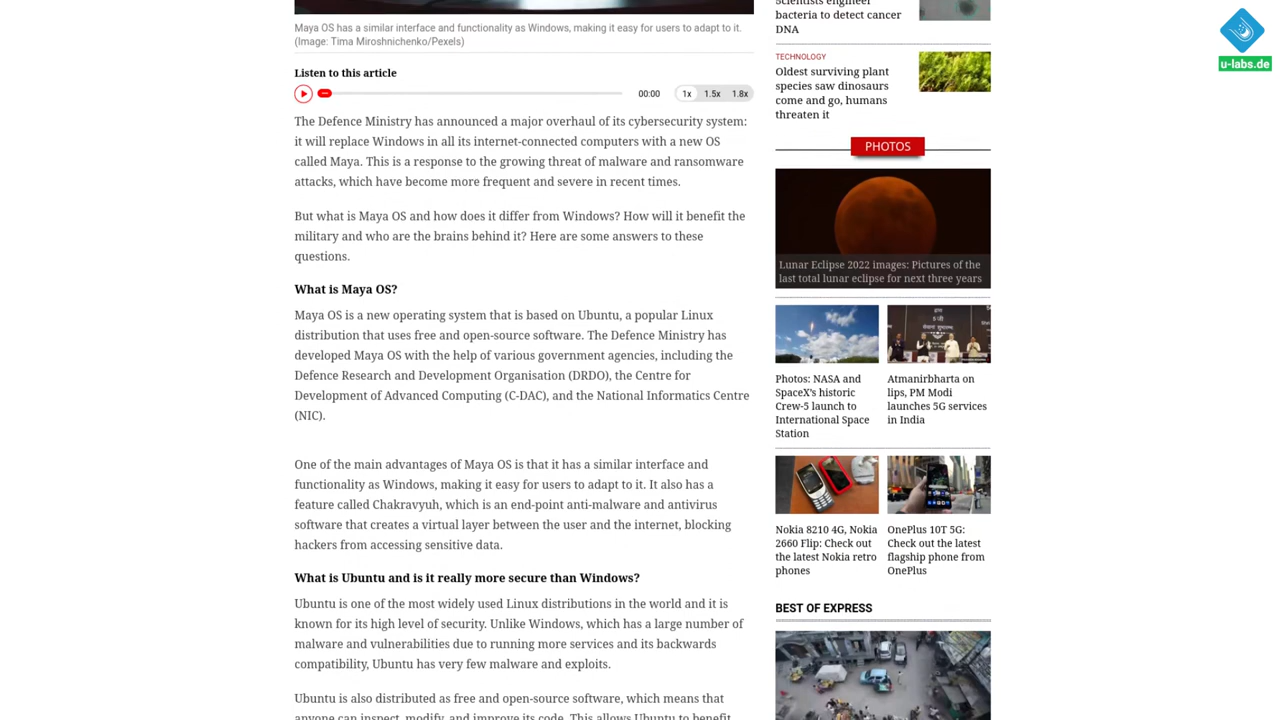 Maya OS has a similar interface and functionality as Windows, making it easy for users to adapt to it.
(Image: Tima Miroshnichenko/Pexels)
Listen to this article
00:00
1x
1.5x
1.8x
The Defence Ministry has announced a major overhaul of its cybersecurity system:
it will replace Windows in all its internet-connected computers with a new OS
called Maya. This is a response to the growing threat of malware and ransomware
attacks, which have become more frequent and severe in recent times.
But what is Maya OS and how does it differ from Windows? How will it benefit the
military and who are the brains behind it? Here are some answers to these
questions.
What is Maya OS?
Maya OS is a new operating system that is based on Ubuntu, a popular Linux
distribution that uses free and open-source software. The Defence Ministry has
developed Maya OS with the help of various government agencies, including the
Defence Research and Development Organisation (DRDO), the Centre for
Development of Advanced Computing (C-DAC), and the National Informatics Centre
(NIC).
One of the main advantages of Maya OS is that it has a similar interface and
functionality as Windows, making it easy for users to adapt to it. It also has a
feature called Chakravyuh, which is an end-point anti-malware and antivirus
software that creates a virtual layer between the user and the internet, blocking
hackers from accessing sensitive data.
What is Ubuntu and is it really more secure than Windows?
Ubuntu is one of the most widely used Linux distributions in the world and it is
known for its high level of security. Unlike Windows, which has a large number of
malware and vulnerabilities due to running more services and its backwards
compatibility, Ubuntu has very few malware and exploits.
Ubuntu is also distributed as free and open-source software, which means that
anyone can inspect, modify, and improve its code. This allows Ubuntu to benefit
Scientists engineer
bacteria to detect cancer
DNA
TECHNOLOGY
Oldest surviving plant
species saw dinosaurs
come and go, humans
threaten it
PHOTOS
Lunar Eclipse 2022 images: Pictures of the
last total lunar eclipse for next three years
Photos: NASA and
SpaceX's historic
Crew-5 launch to
International Space
Station
Atmanirbharta on
lips, PM Modi
launches 5G services
in India
Nokia 8210 4G, Nokia
2660 Flip: Check out
the latest Nokia retro
phones
OnePlus 10T 5G:
Check out the latest
flagship phone from
OnePlus
BEST OF EXPRESS
u-labs.de